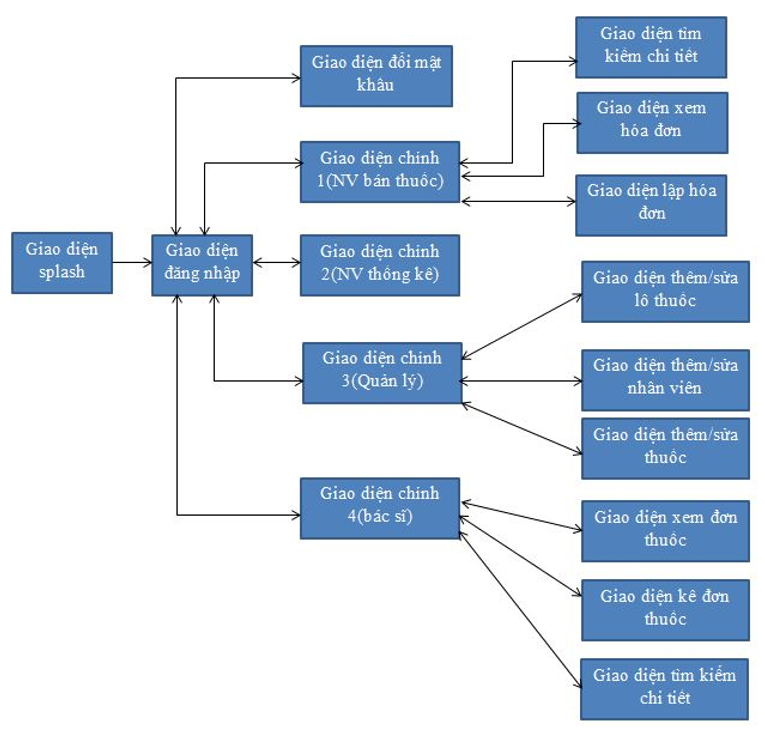 Giao diện
splash
Giao diện
đăng nhập
Giao diện đổi mật
khẩu
Giao diện chính
1(NV bán thuốc)
Giao diện chính
2(NV thống kê)
Giao diện chính
3(Quản lý)
Giao diện chính
4(bác sĩ)
Giao diện tìm
kiếm chi tiết
Giao diện xem
hóa đơn
Giao diện lập hóa
đơn
Giao diện thêm/sửa
lô thuốc
Giao diện thêm/sửa
nhân viên
Giao diện thêm/sửa
thuốc
Giao diện xem đơn
thuốc
Giao diện kê đơn
thuốc
Giao diện tìm kiếm
chi tiết